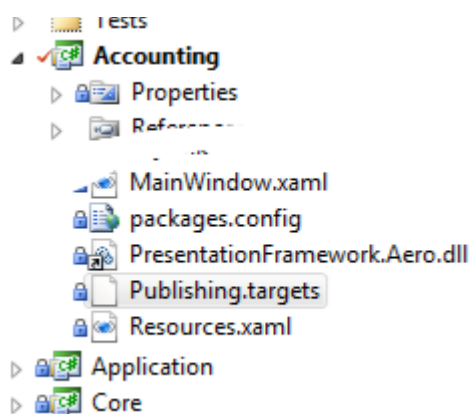 Tests
Accounting
Properties
MainWindow.xaml
packages.config
PresentationFramework.Aero.dll
Publishing.targets
Resources.xaml
Application
Core